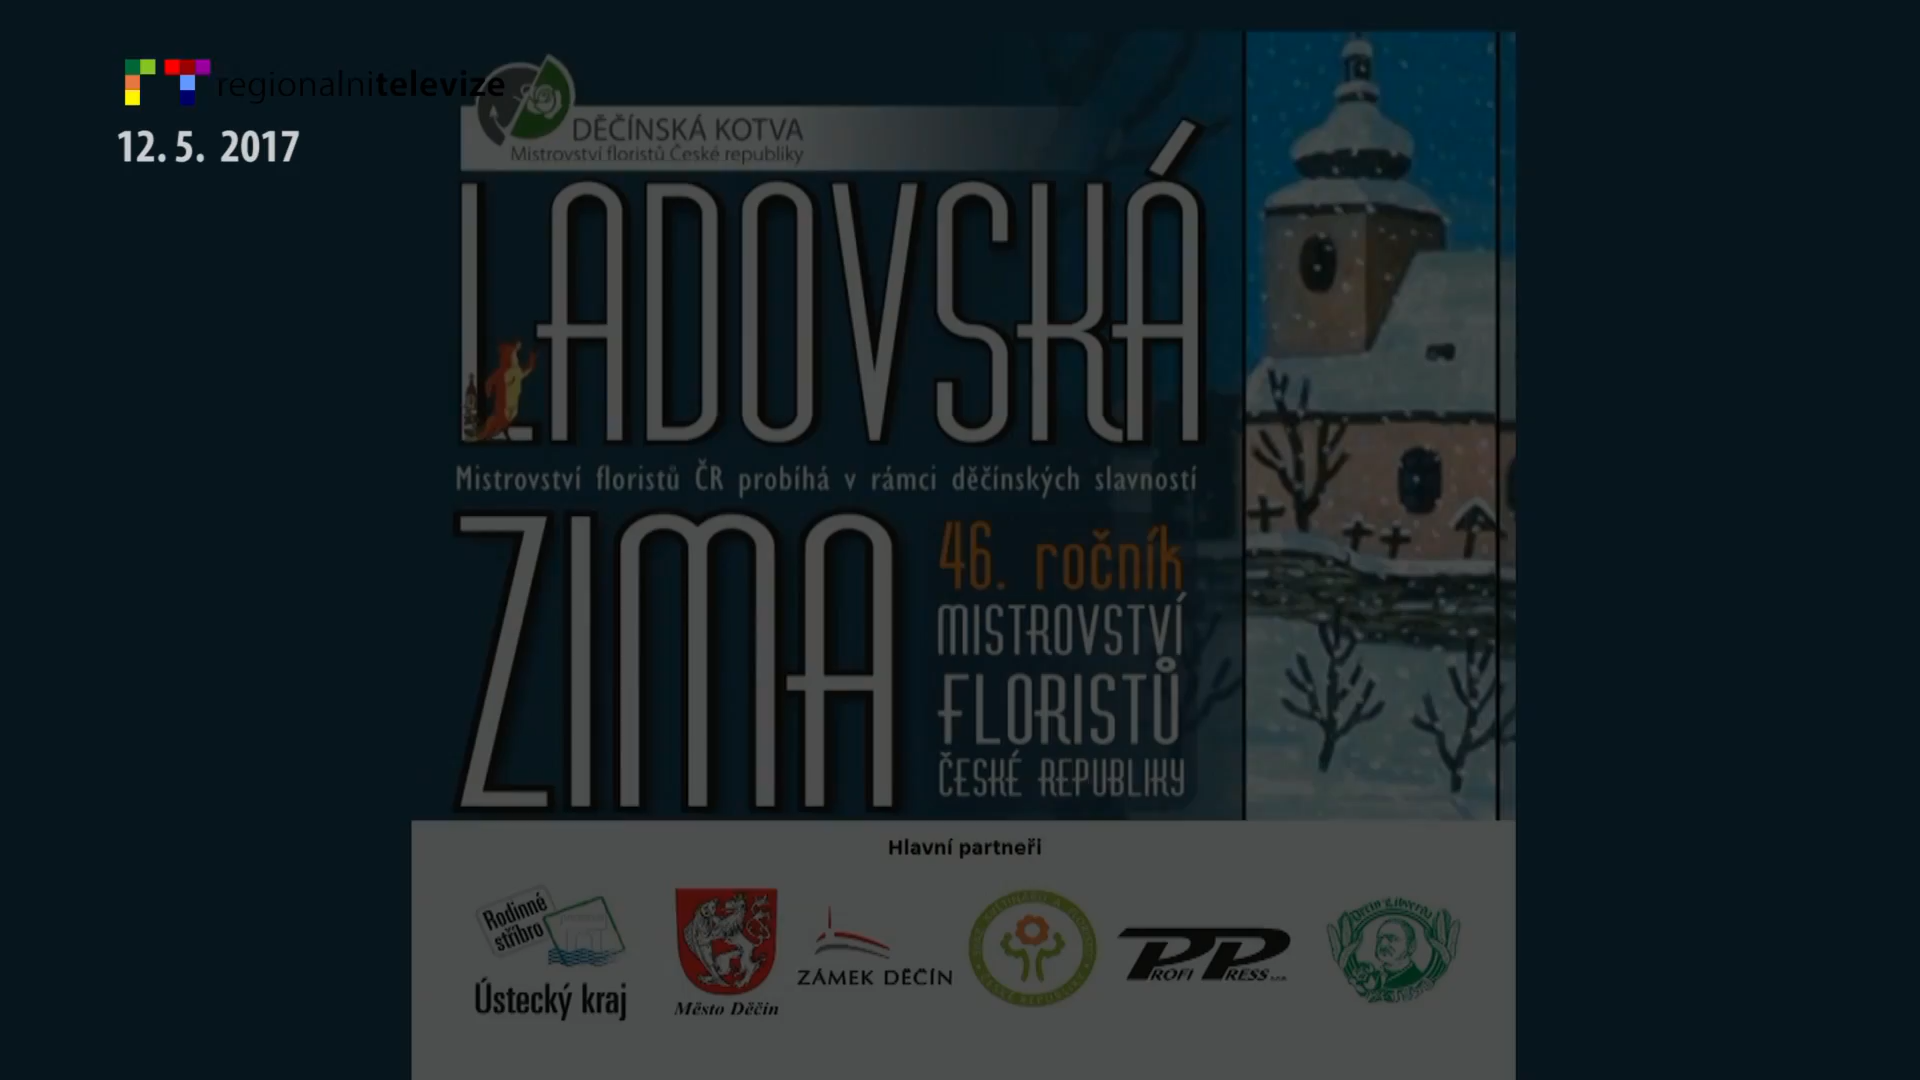 regionalnitelevize
12. 5. 2017
DĚČÍNSKÁ KOTVA
Mistrovství floristů České republiky
LADOVSKÁ
Mistrovství floristů ČR probíhá v rámci děčínských slavností
ZIMA
46. ročník
MISTROVSTVÍ
FLORISTŮ
ČESKÉ REPUBLIKY
Hlavní partneři
Rodinné
stříbro
Ústecký kraj
Město Děčín
ZÁMEK DĚČÍN
PROFI PRESS